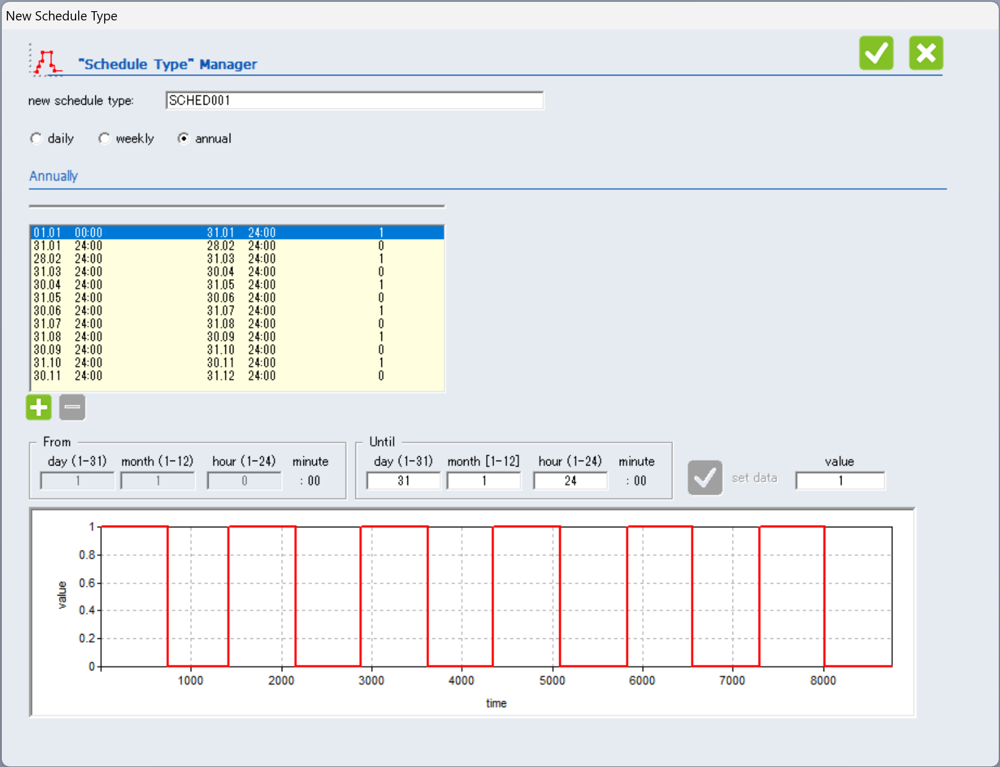 New Schedule Type
"Schedule Type" Manager
new schedule type: SCHED001
daily weekly annual
Annually
01.01 00:00 31.01 24:00 1
31.01 24:00 28.02 24:00 0
28.02 24:00 31.03 24:00 1
31.03 24:00 30.04 24:00 0
30.04 24:00 31.05 24:00 1
31.05 24:00 30.06 24:00 0
30.06 24:00 31.07 24:00 1
31.07 24:00 31.08 24:00 0
31.08 24:00 30.09 24:00 1
30.09 24:00 31.10 24:00 0
31.10 24:00 30.11 24:00 1
30.11 24:00 31.12 24:00 0
From Until
day (1-31) month (1-12) hour (1-24) minute day (1-31) month [1-12] hour (1-24) minute value
1 1 0 : 00 31 1 24 : 00 set data 1
1
0.8
0.6
0.4
0.2
0
value
1000 2000 3000 4000 5000 6000 7000 8000
time